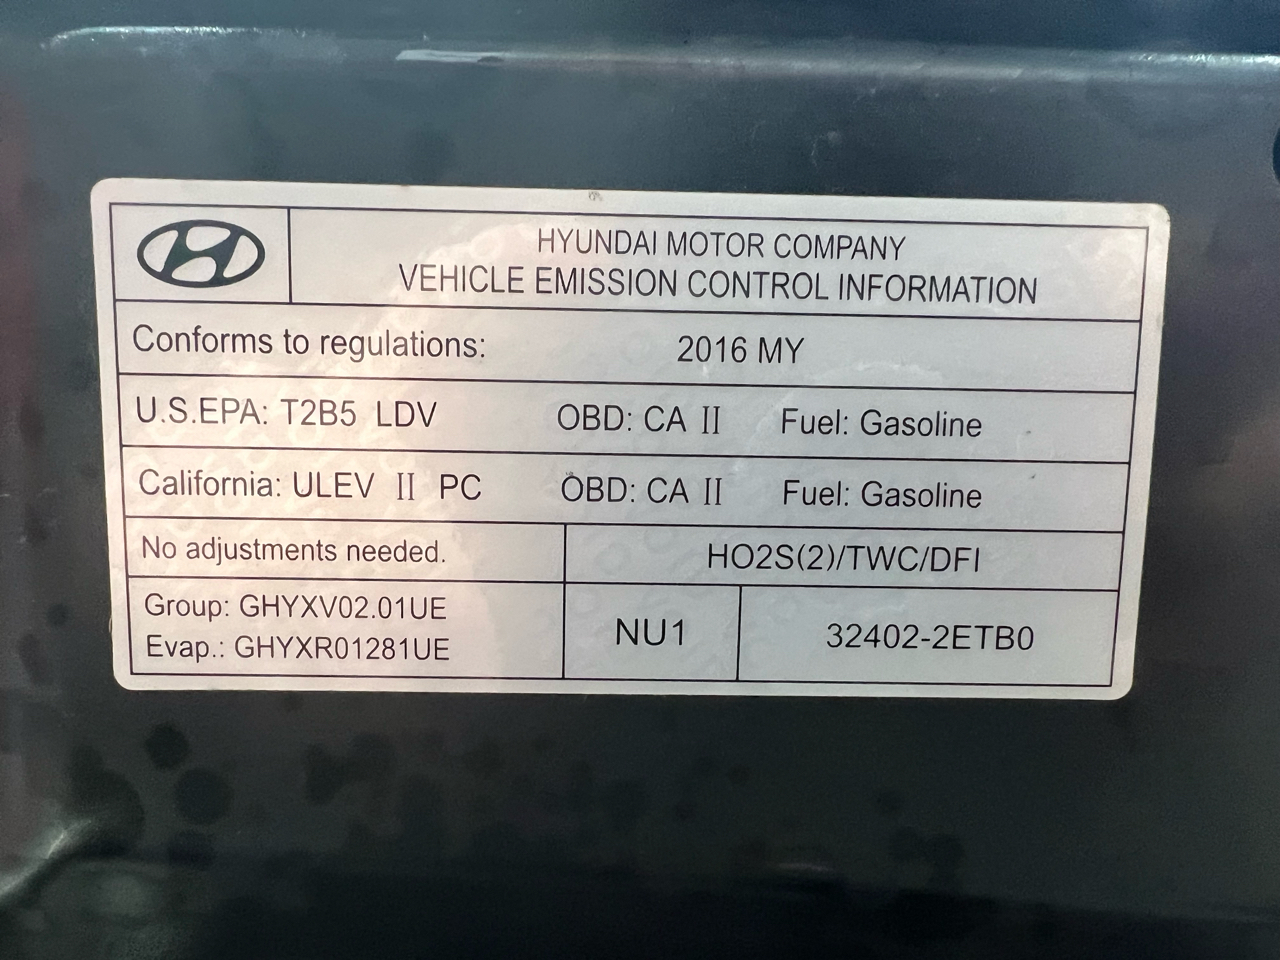 HYUNDAI MOTOR COMPANY
VEHICLE EMISSION CONTROL INFORMATION
Conforms to regulations: 2016 MY
U.S.EPA: T2B5 LDV OBD: CA II Fuel: Gasoline
California: ULEV II PC OBD: CA II Fuel: Gasoline
No adjustments needed. HO2S(2)/TWC/DFI
Group: GHYXV02.01UE
Evap.: GHYXR01281UE
NU1
32402-2ETB0